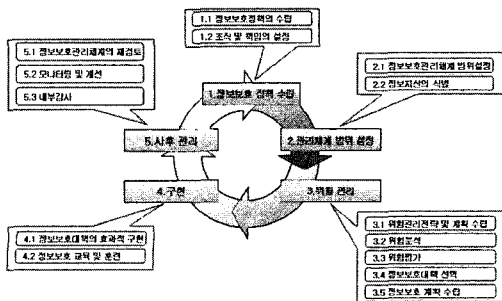 1.1 정보보호정책의 수립
1.2 조직 및 책임의 설정
5.1 정보보호관리체계의 재검토
5.2 모니터링 및 개선
5.3 내부감사
2.1 정보보호관리체계 범위설정
2.2 정보자산의 식별
1.정보보호 정책 수립
5.사후 관리
2.관리체계 범위 설정
4.구현
3.위험 관리
4.1 정보보호대책의 효과적 구현
4.2 정보보호 교육 및 훈련
3.1 위험관리전략 및 계획 수립
3.2 위험분석
3.3 위험평가
3.4 정보보호대책 선택
3.5 정보보호 계획 수립